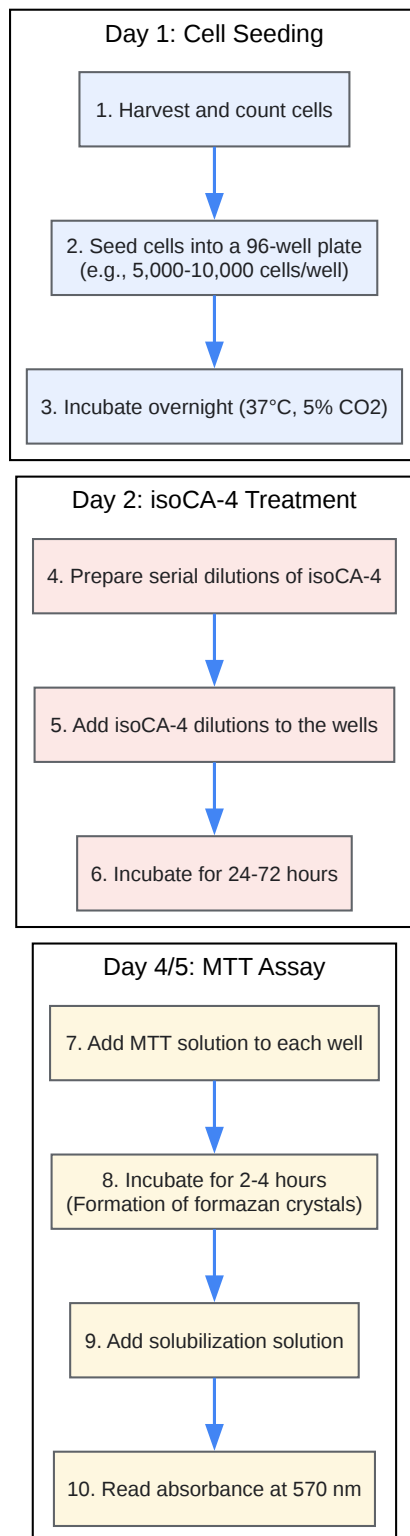 Day 1: Cell Seeding
1. Harvest and count cells
2. Seed cells into a 96-well plate
(e.g., 5,000-10,000 cells/well)
3. Incubate overnight (37°C, 5% CO2)
Day 2: isoCA-4 Treatment
4. Prepare serial dilutions of isoCA-4
5. Add isoCA-4 dilutions to the wells
6. Incubate for 24-72 hours
Day 4/5: MTT Assay
7. Add MTT solution to each well
8. Incubate for 2-4 hours
(Formation of formazan crystals)
9. Add solubilization solution
10. Read absorbance at 570 nm